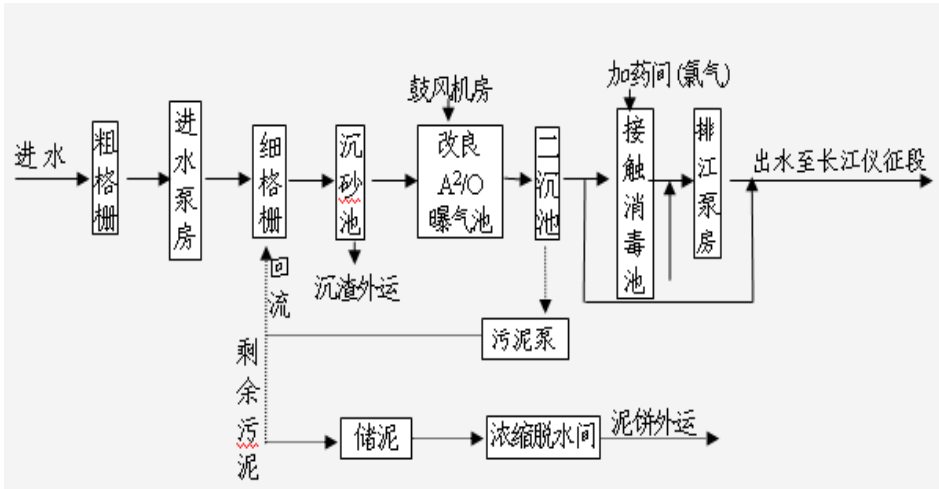 加药间(氯气)
鼓风机房
进水
粗格栅
进水泵房
细格栅
沉砂池
改良
A²/O
曝气池
二沉池
接触消毒池
排江泵房
出水至长江仪征段
沉渣外运
回流
污泥泵
剩余污泥
储泥
浓缩脱水间
泥饼外运